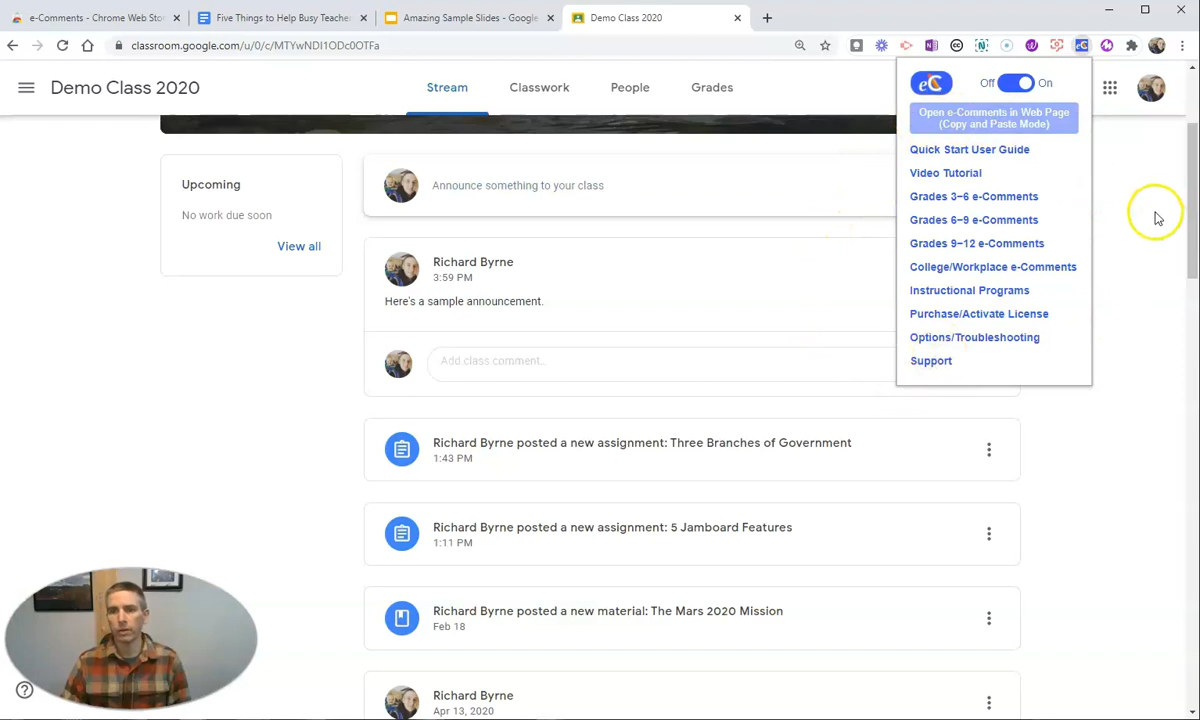 e-Comments - Chrome Web Sto
Five Things to Help Busy Teache
Amazing Sample Slides - Google
Demo Class 2020
classroom.google.com/u/0/c/MTYwNDI1ODc0OTFa
Demo Class 2020
Stream
Classwork
People
Grades
eC
Off
On
Open e-Comments in Web Page
(Copy and Paste Mode)
Quick Start User Guide
Video Tutorial
Grades 3–6 e-Comments
Grades 6–9 e-Comments
Grades 9–12 e-Comments
College/Workplace e-Comments
Instructional Programs
Purchase/Activate License
Options/Troubleshooting
Support
Upcoming
No work due soon
View all
Announce something to your class
Richard Byrne
3:59 PM
Here's a sample announcement.
Add class comment...
Richard Byrne posted a new assignment: Three Branches of Government
1:43 PM
Richard Byrne posted a new assignment: 5 Jamboard Features
1:11 PM
Richard Byrne posted a new material: The Mars 2020 Mission
Feb 18
Richard Byrne
Apr 13, 2020